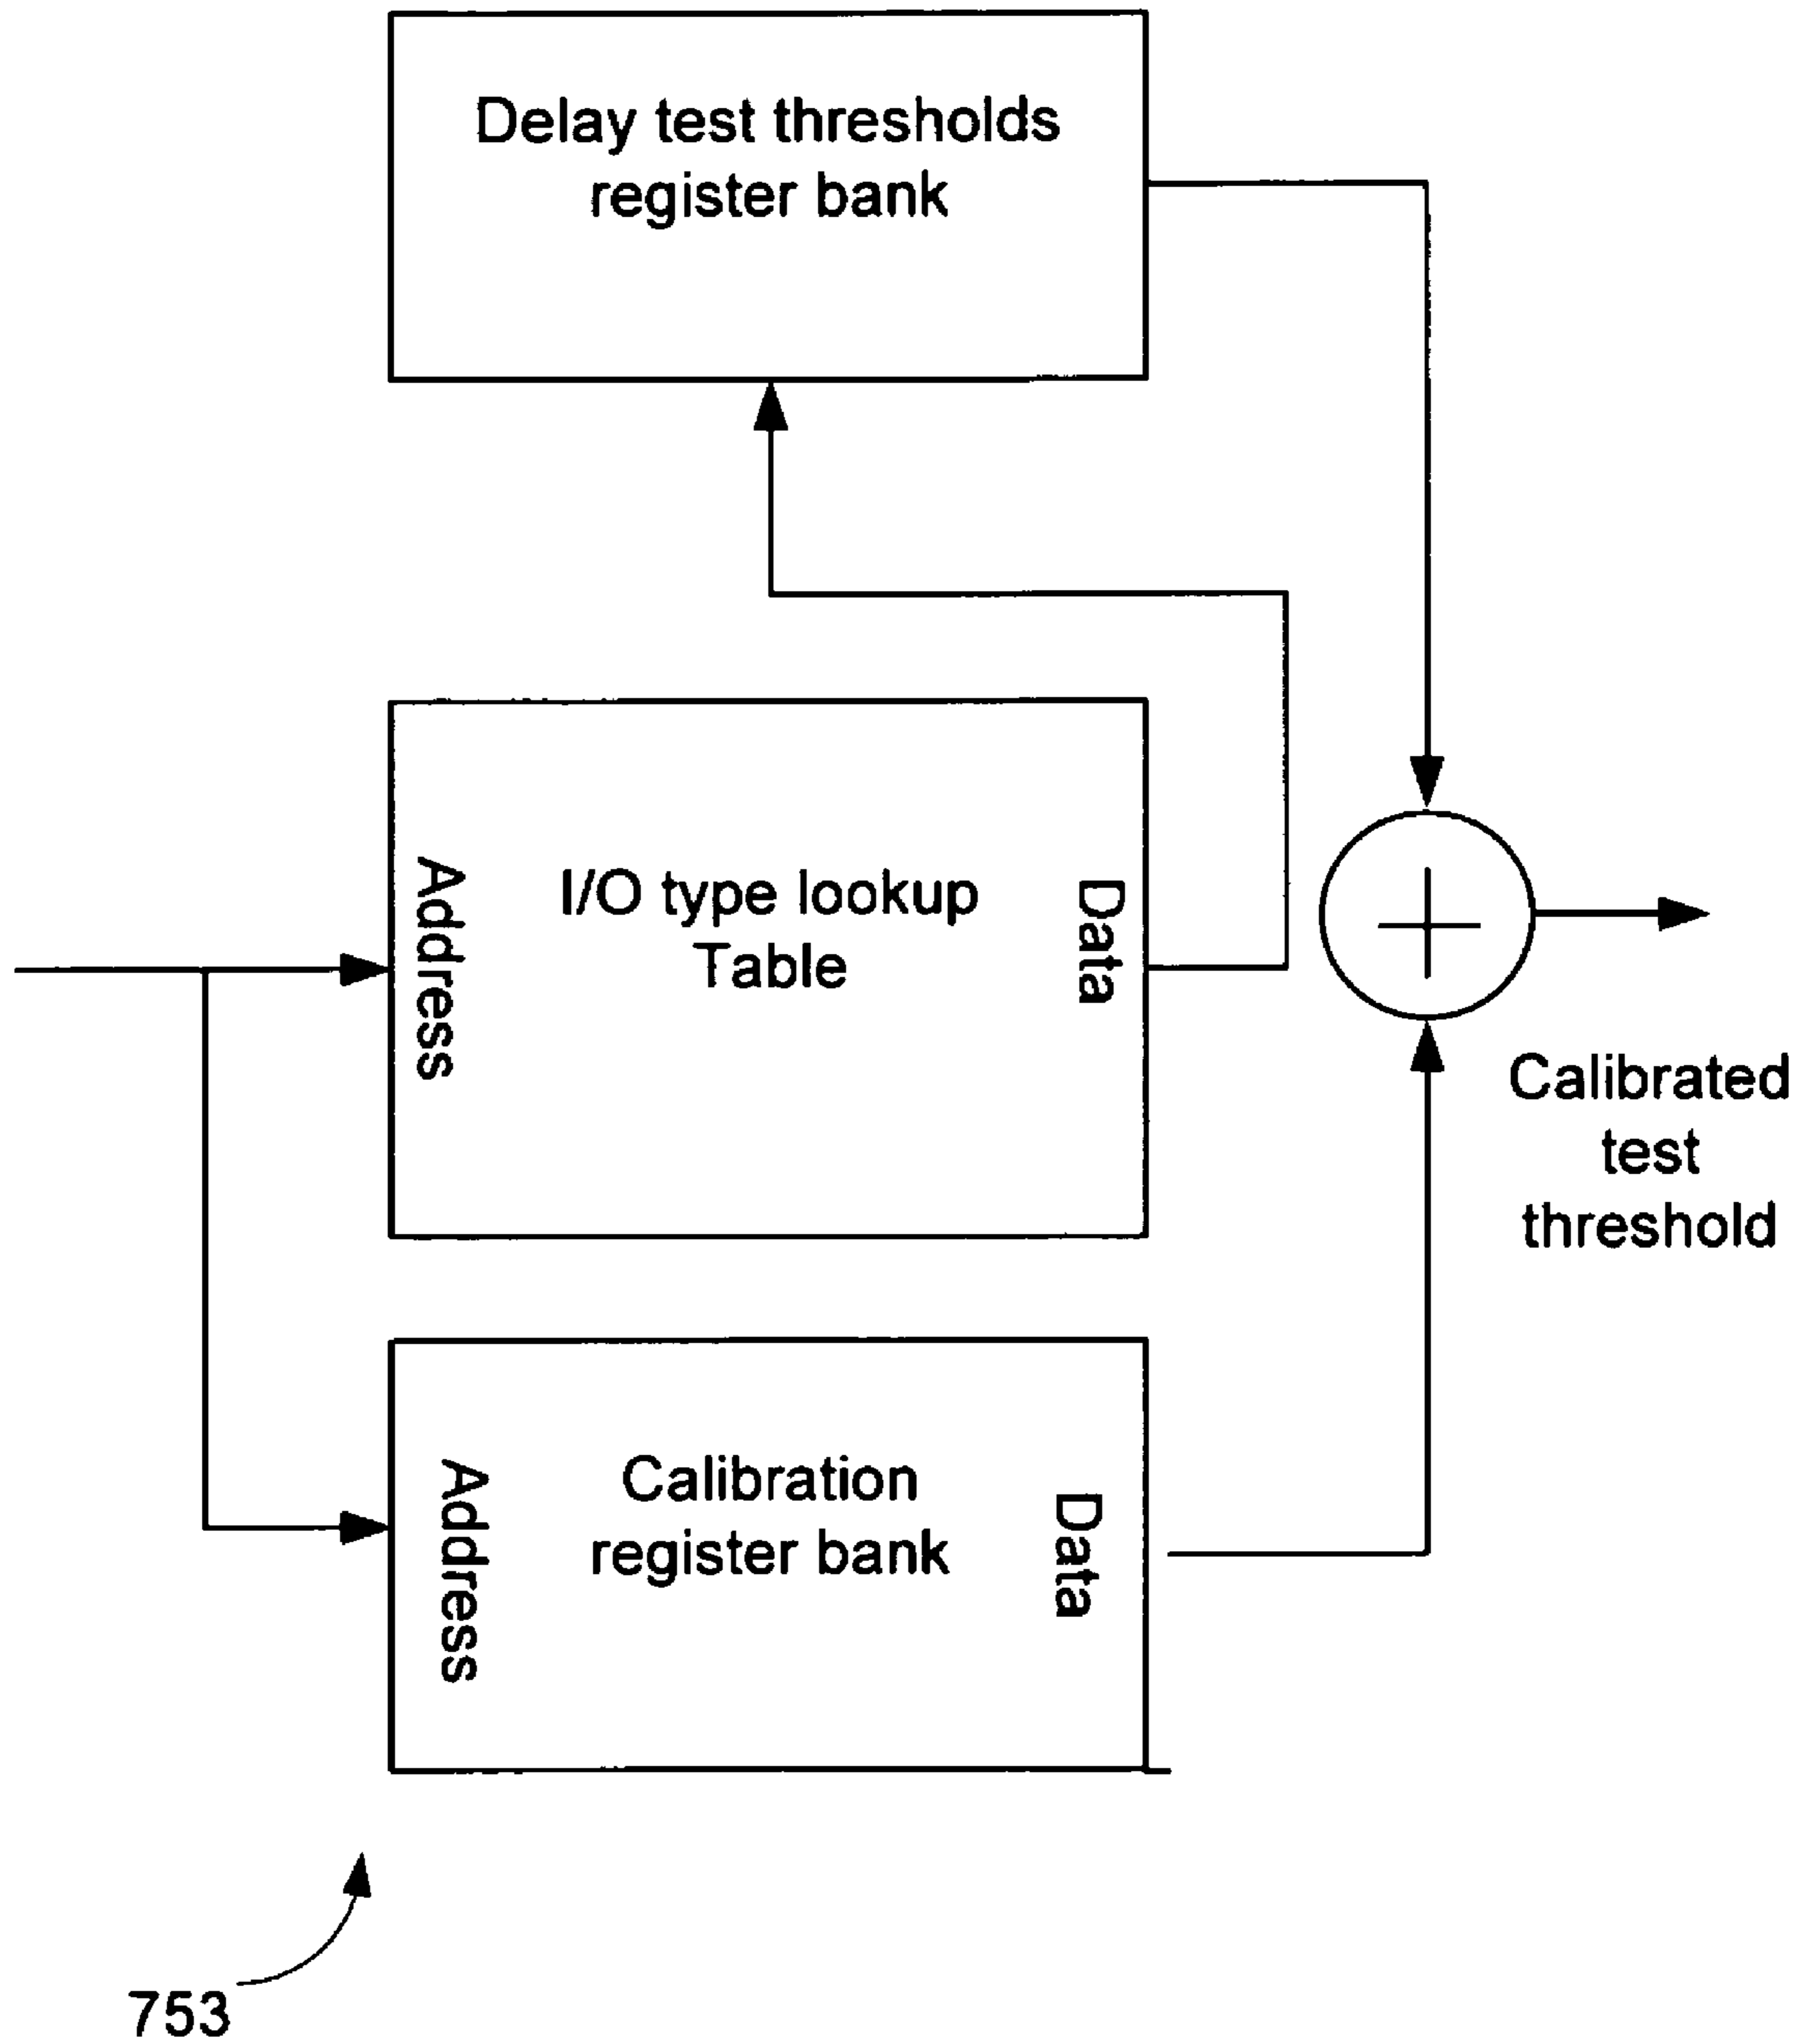 Delay test thresholds
register bank
Address
I/O type lookup
Table
Data
Calibrated
test
threshold
Address
Calibration
register bank
Data
753